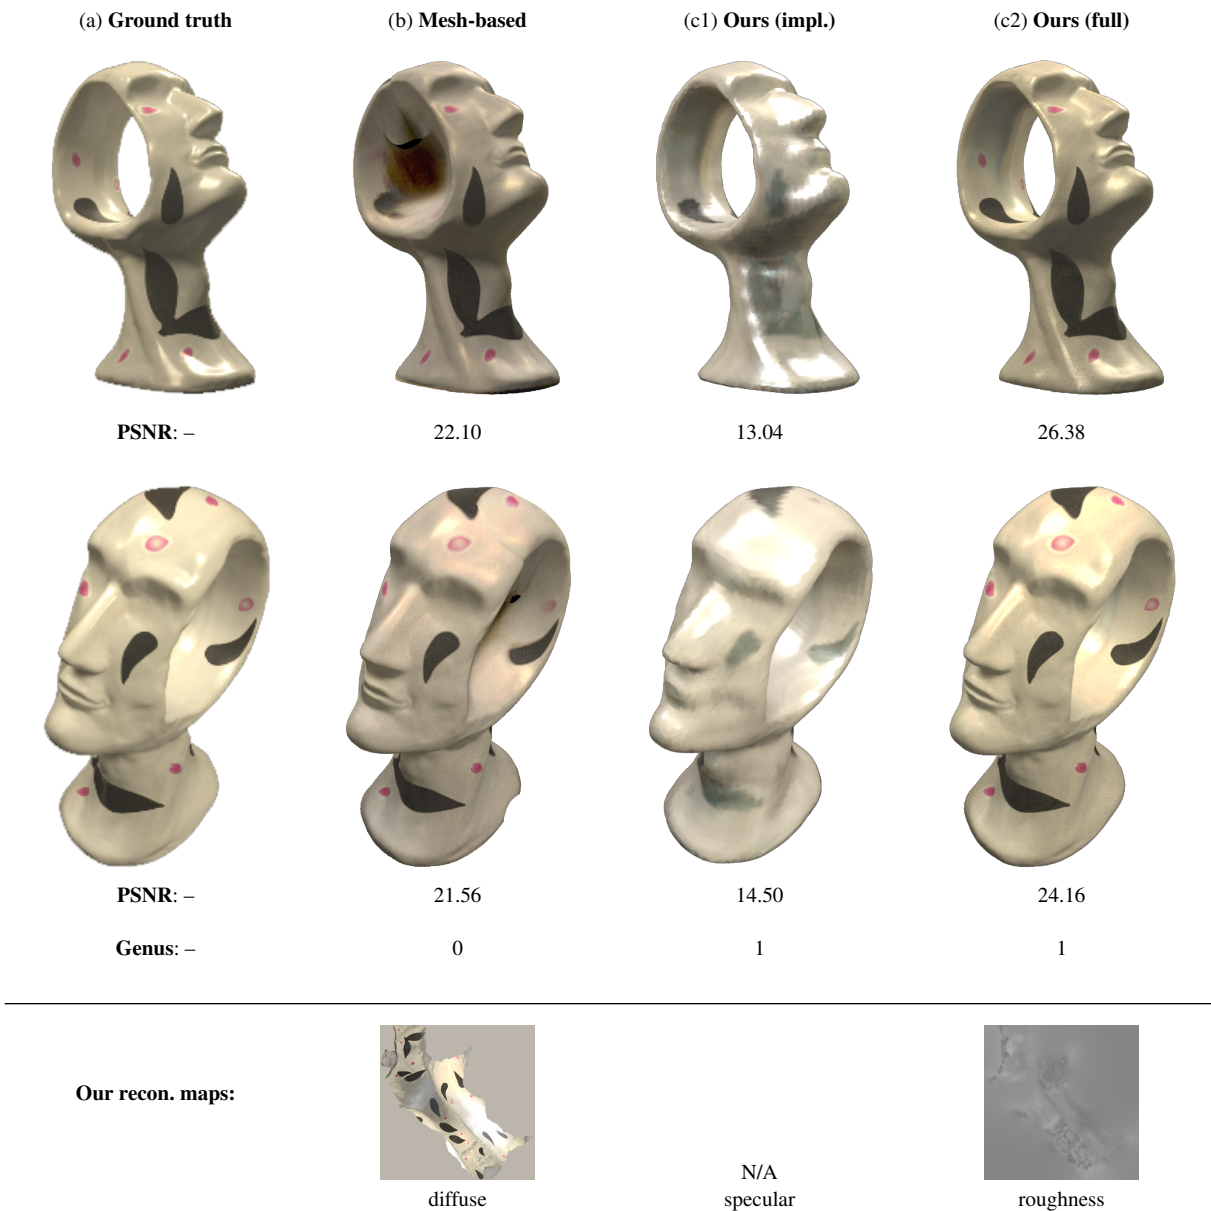 (a) Ground truth (b) Mesh-based (c1) Ours (impl.) (c2) Ours (full)
PSNR: – 22.10 13.04 26.38
PSNR: – 21.56 14.50 24.16
Genus: – 0 1 1
Our recon. maps:
N/A
diffuse specular roughness